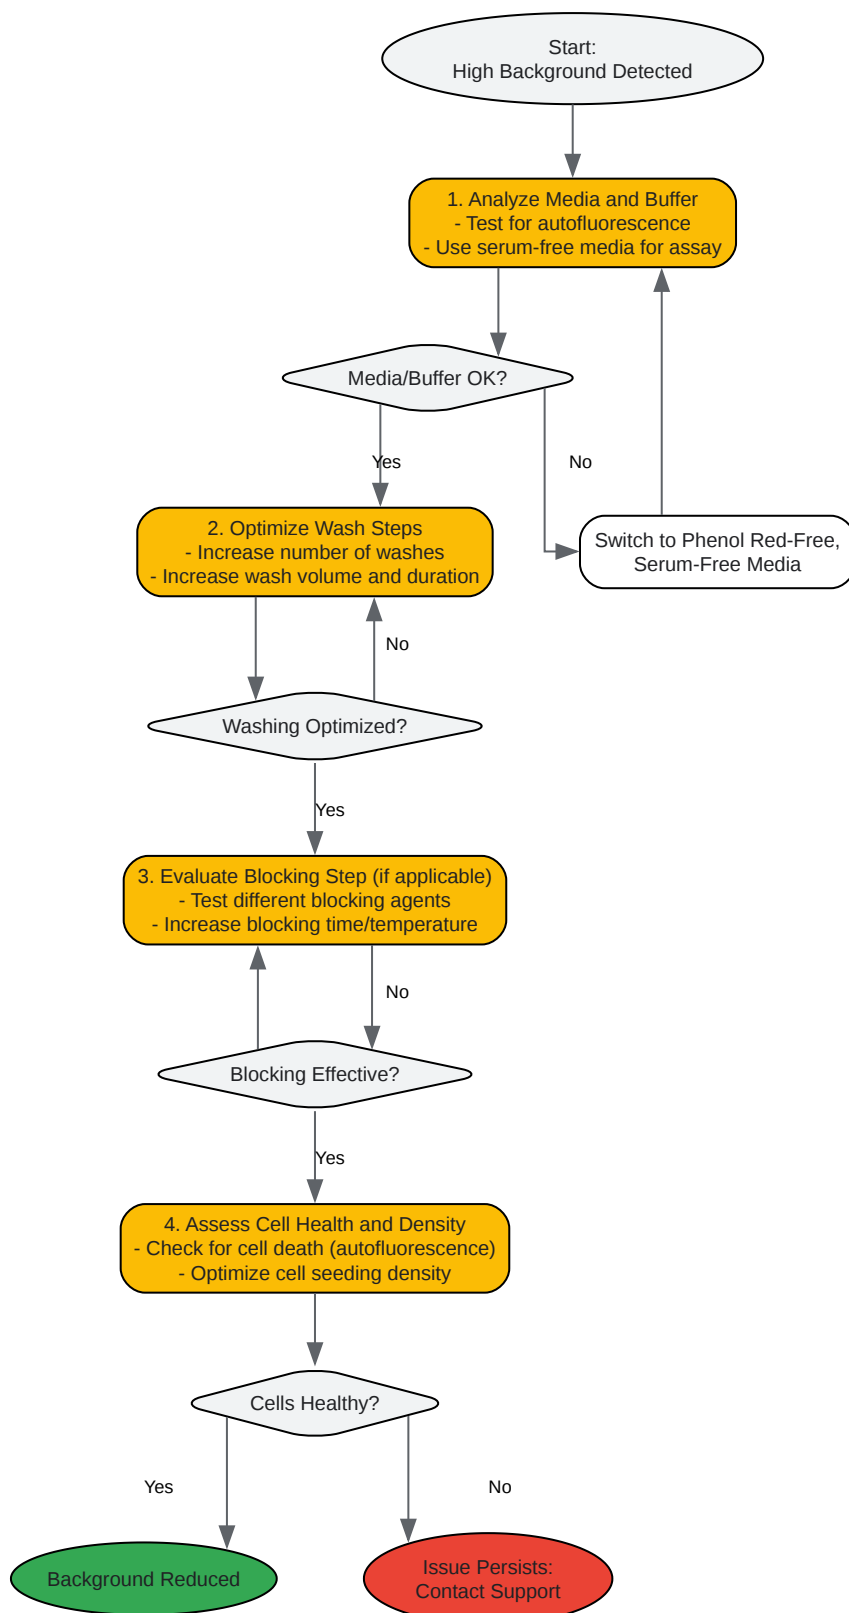 Start:
High Background Detected
1. Analyze Media and Buffer
- Test for autofluorescence
- Use serum-free media for assay
Media/Buffer OK?
Yes
No
2. Optimize Wash Steps
- Increase number of washes
- Increase wash volume and duration
Switch to Phenol Red-Free,
Serum-Free Media
No
Washing Optimized?
Yes
3. Evaluate Blocking Step (if applicable)
- Test different blocking agents
- Increase blocking time/temperature
No
Blocking Effective?
Yes
4. Assess Cell Health and Density
- Check for cell death (autofluorescence)
- Optimize cell seeding density
Cells Healthy?
Yes
No
Background Reduced
Issue Persists:
Contact Support